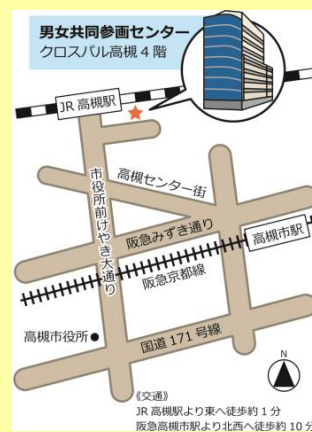 男女共同参画センター
クロスパル高槻 4 階
JR 高槻駅
高槻センター街
市役所前けやき大通り
阪急みずき通り
高槻市駅
阪急京都線
高槻市役所
国道 171 号線
N
《交通》
JR 高槻駅より東へ徒歩約 1 分
阪急高槻市駅より北西へ徒歩約 10 分